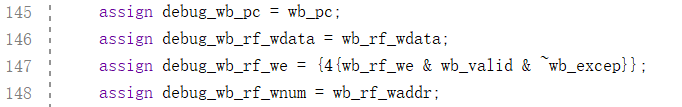 145 assign debug_wb_pc = wb_pc;
146 assign debug_wb_rf_wdata = wb_rf_wdata;
147 assign debug_wb_rf_we = {4{wb_rf_we & wb_valid & ~wb_excep}};
148 assign debug_wb_rf_wnum = wb_rf_waddr;